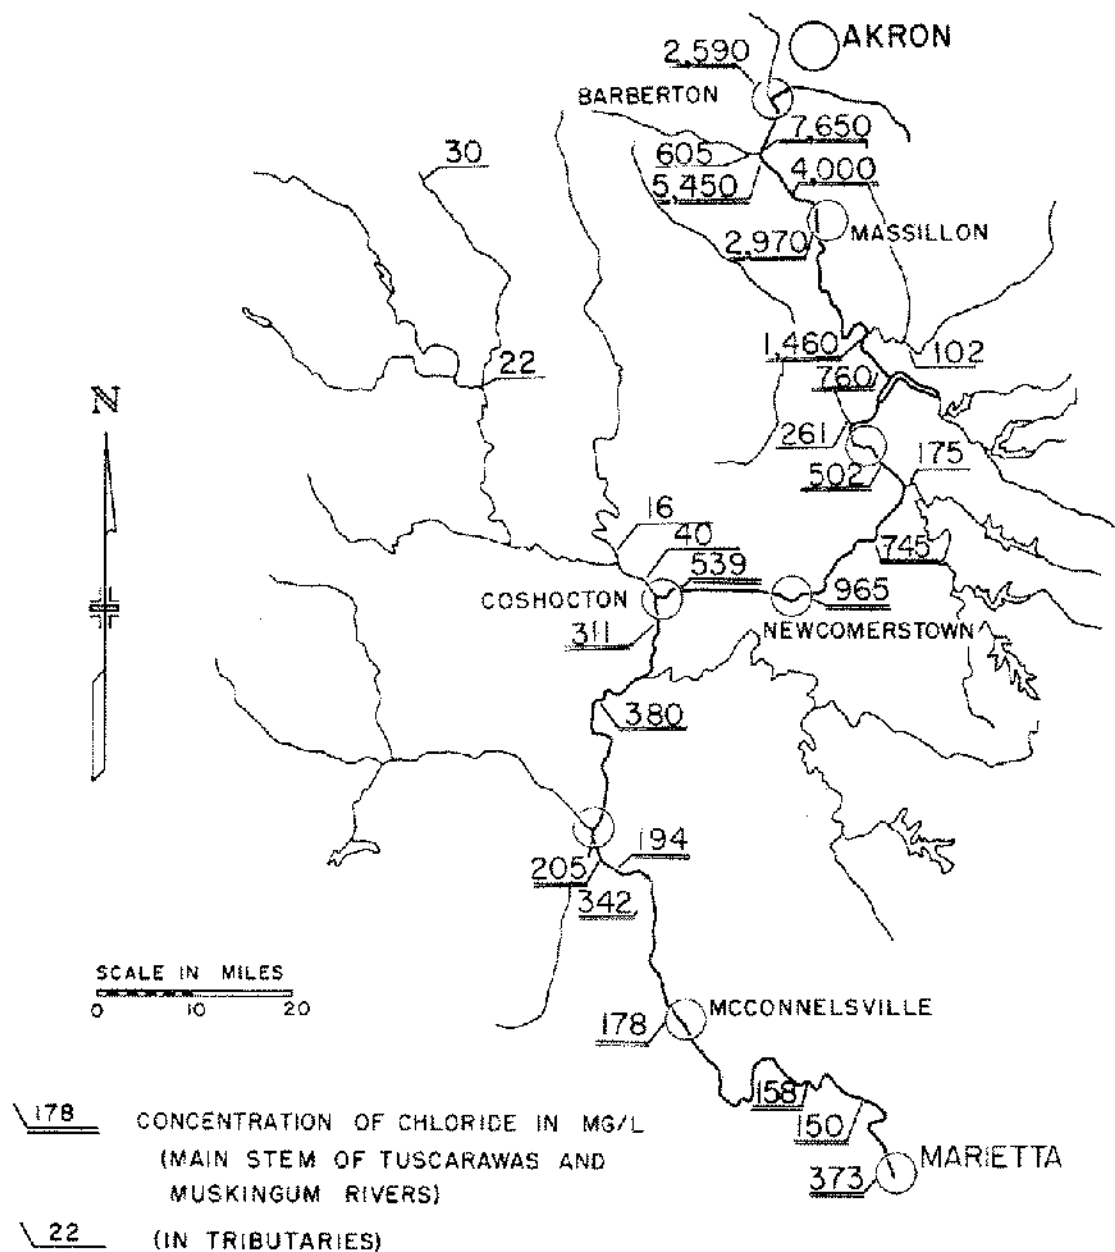 AKRON
2,590
BARBERTON
7,650
605
30
4,000
5,450
MASSILLON
2,970
1,460
102
22
760
261
175
502
N
16
40
745
539
COSHOCTON
965
311
NEWCOMERSTOWN
380
194
205
342
SCALE IN MILES
0 10 20
MCCONNELSVILLE
178
158
178 CONCENTRATION OF CHLORIDE IN MG/L
150
(MAIN STEM OF TUSCARAWAS AND
MARIETTA
373
MUSKINGUM RIVERS)
22 (IN TRIBUTARIES)